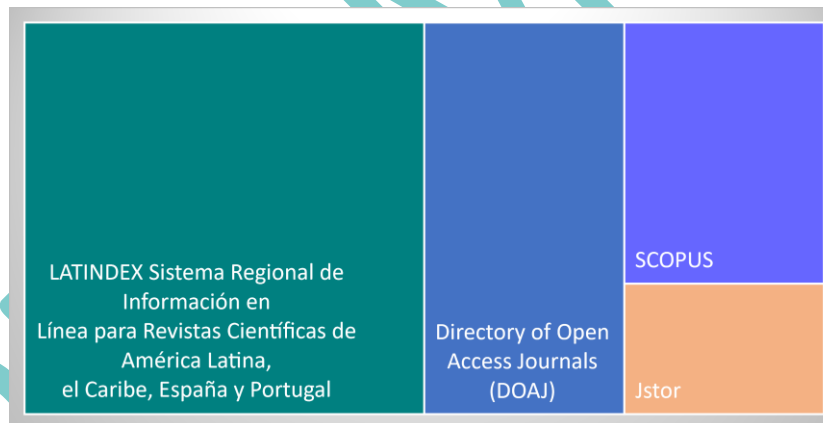 LATINDEX Sistema Regional de
Información en
Línea para Revistas Científicas de
América Latina,
el Caribe, España y Portugal
Directory of Open
Access Journals
(DOAJ)
SCOPUS
Jstor